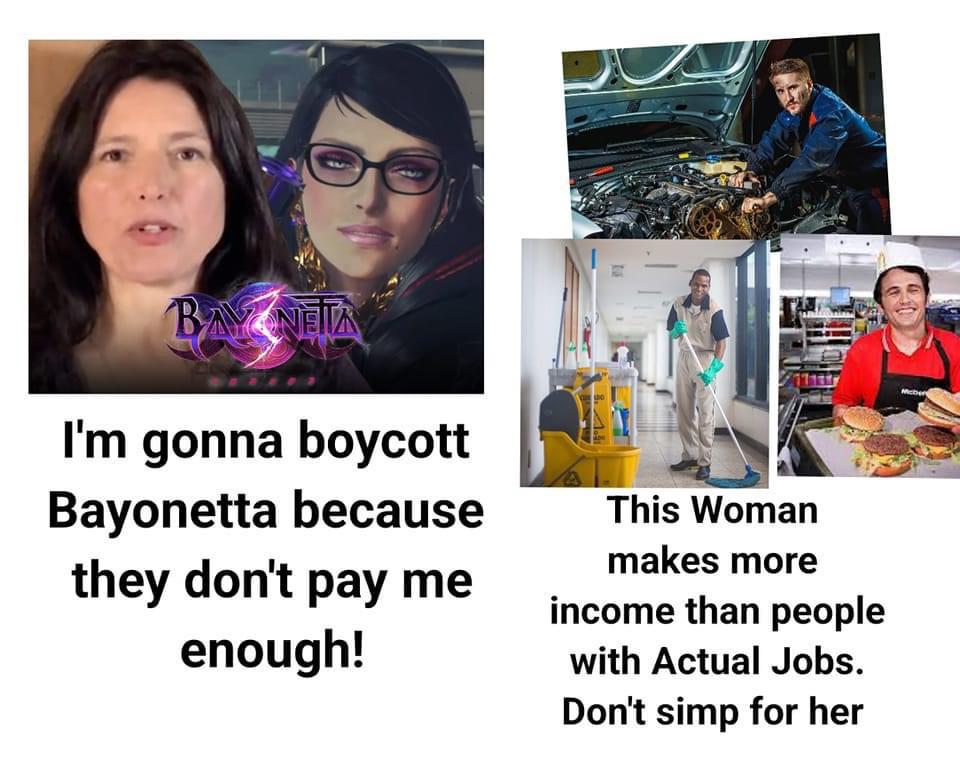 BAYONETTA
3
I'm gonna boycott
Bayonetta because
they don't pay me
enough!
This Woman
makes more
income than people
with Actual Jobs.
Don't simp for her